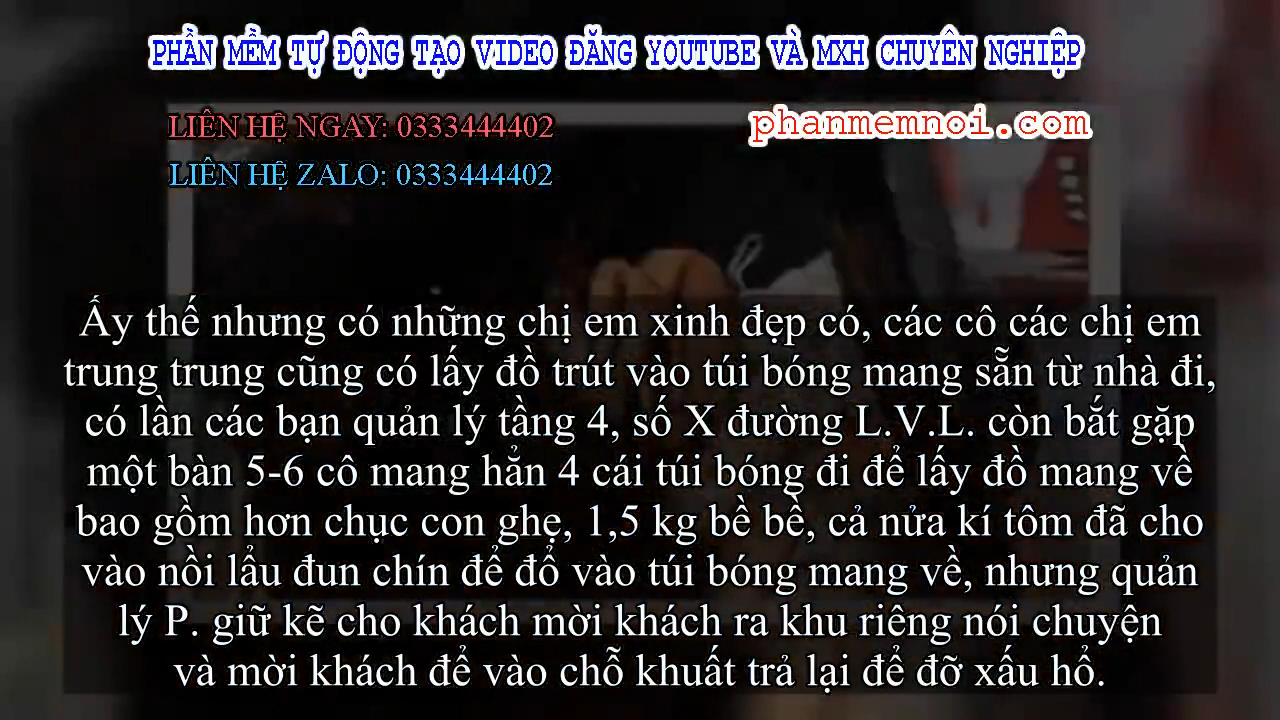 PHẦN MỀM TỰ ĐỘNG TẠO VIDEO ĐĂNG YOUTUBE VÀ MXH CHUYÊN NGHIỆP
LIÊN HỆ NGAY: 0333444402
phanmemnoi.com
LIÊN HỆ ZALO: 0333444402
Ấy thế nhưng có những chị em xinh đẹp có, các cô các chị em
trung trung cũng có lấy đồ trút vào túi bóng mang sẵn từ nhà đi,
có lần các bạn quản lý tầng 4, số X đường L.V.L. còn bắt gặp
một bàn 5-6 cô mang hẳn 4 cái túi bóng đi để lấy đồ mang về
bao gồm hơn chục con ghẹ, 1,5 kg bề bề, cả nửa kí tôm đã cho
vào nồi lẩu đun chín để đổ vào túi bóng mang về, nhưng quản
lý P. giữ kẽ cho khách mời khách ra khu riêng nói chuyện
và mời khách để vào chỗ khuất trả lại để đỡ xấu hổ.